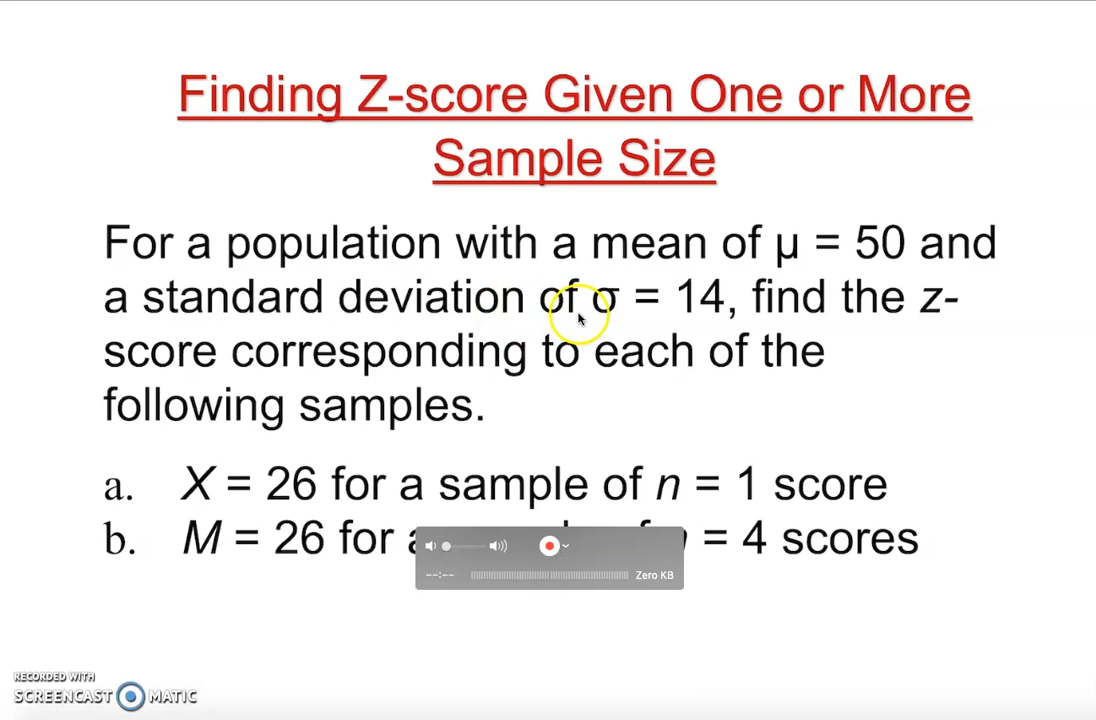 Finding Z-score Given One or More
Sample Size
For a population with a mean of μ = 50 and
a standard deviation of σ = 14, find the z-
score corresponding to each of the
following samples.
a. X = 26 for a sample of n = 1 score
b. M = 26 for = 4 scores
--:-- Zero KB
RECORDED WITH
SCREENCAST MATIC